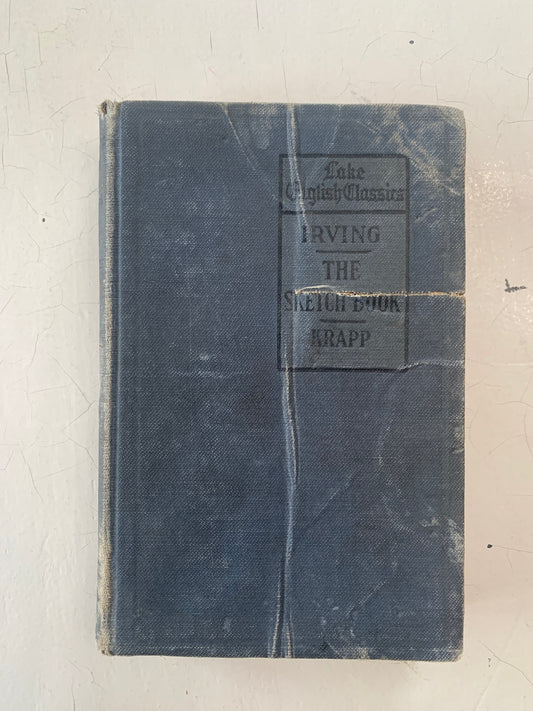 Lake
English Classics
IRVING
THE
SKETCH BOOK
KRAPP